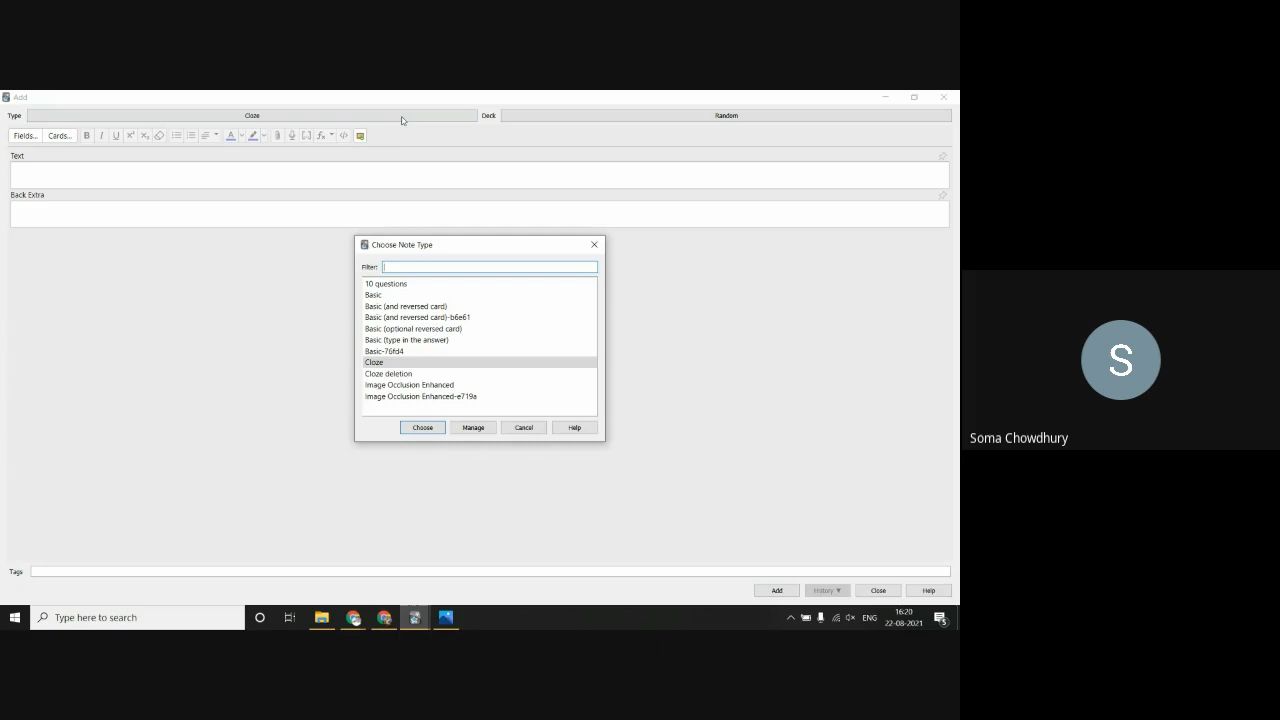 Add
Type Cloze Deck Random
Fields... Cards... B I U
Text
Back Extra
Choose Note Type
Filter:
10 questions
Basic
Basic (and reversed card)
Basic (and reversed card)-b6e61
Basic (optional reversed card)
Basic (type in the answer)
Basic-76fd4
Cloze
Cloze deletion
Image Occlusion Enhanced
Image Occlusion Enhanced-e719a
Choose Manage Cancel Help
Tags
Add History ▼ Close Help
Type here to search
ENG
16:20
22-08-2021
5
S
Soma Chowdhury